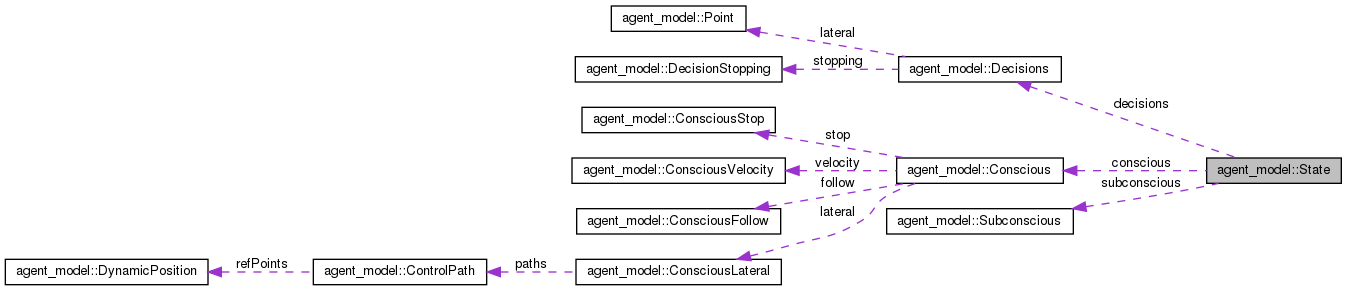 agent_model::Point
lateral
agent_model::DecisionStopping
stopping
agent_model::Decisions
decisions
agent_model::ConsciousStop
stop
agent_model::ConsciousVelocity
velocity
agent_model::Conscious
conscious
agent_model::State
follow
subconscious
agent_model::ConsciousFollow
lateral
agent_model::Subconscious
agent_model::DynamicPosition
refPoints
agent_model::ControlPath
paths
agent_model::ConsciousLateral